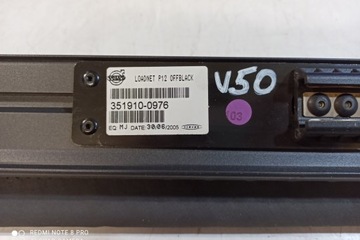 VOLVO
LOADNET P12 OFFBLACK
351910-0976
EQ MJ DATE 30/06/2005
V50
03
REDMI NOTE 8 PRO